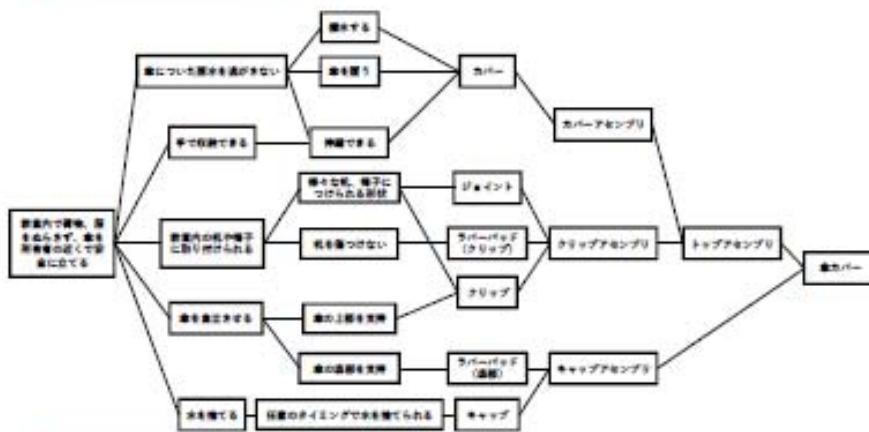 傘についた雨水を逃がさない
傘を覆う
カバー
カバーアセンブリ
手で収納できる
伸縮できる
様々な机、椅子に
つけられる形状
ジョイント
教室内で荷物、床
をぬらさず、傘を
所有者の近くで安
全に立てる
教室内の机や椅子
に取り付けられる
机を傷つけない
ラバーパッド
(クリップ)
クリップアセンブリ
トップアセンブリ
傘カバー
クリップ
傘を直立させる
傘の上部を支持
傘の底部を支持
ラバーパッド
(底部)
キャップアセンブリ
水を捨てる
任意のタイミングで水を捨てられる
キャップ